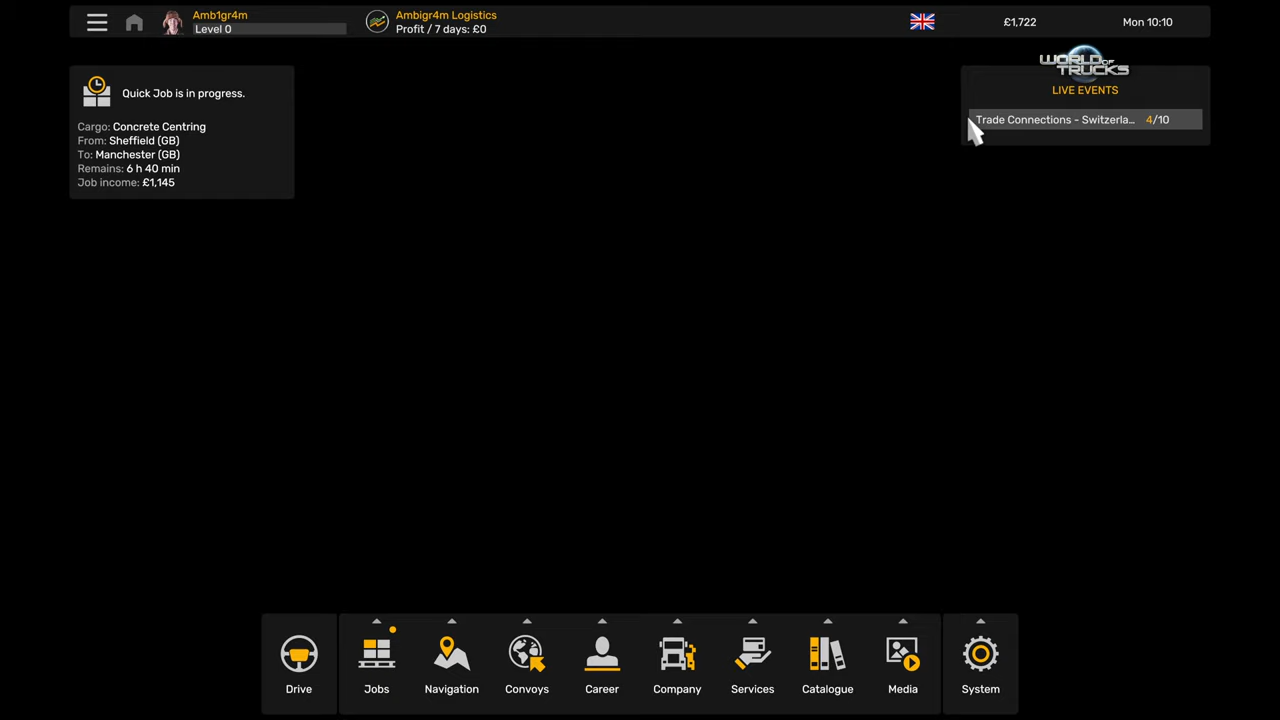 Amb1gr4m
Level 0
Ambigr4m Logistics
Profit / 7 days: £0
£1,722
Mon 10:10
Quick Job is in progress.
Cargo: Concrete Centring
From: Sheffield (GB)
To: Manchester (GB)
Remains: 6 h 40 min
Job income: £1,145
WORLD OF TRUCKS
LIVE EVENTS
Trade Connections - Switzerla... 4/10
Drive
Jobs
Navigation
Convoys
Career
Company
Services
Catalogue
Media
System